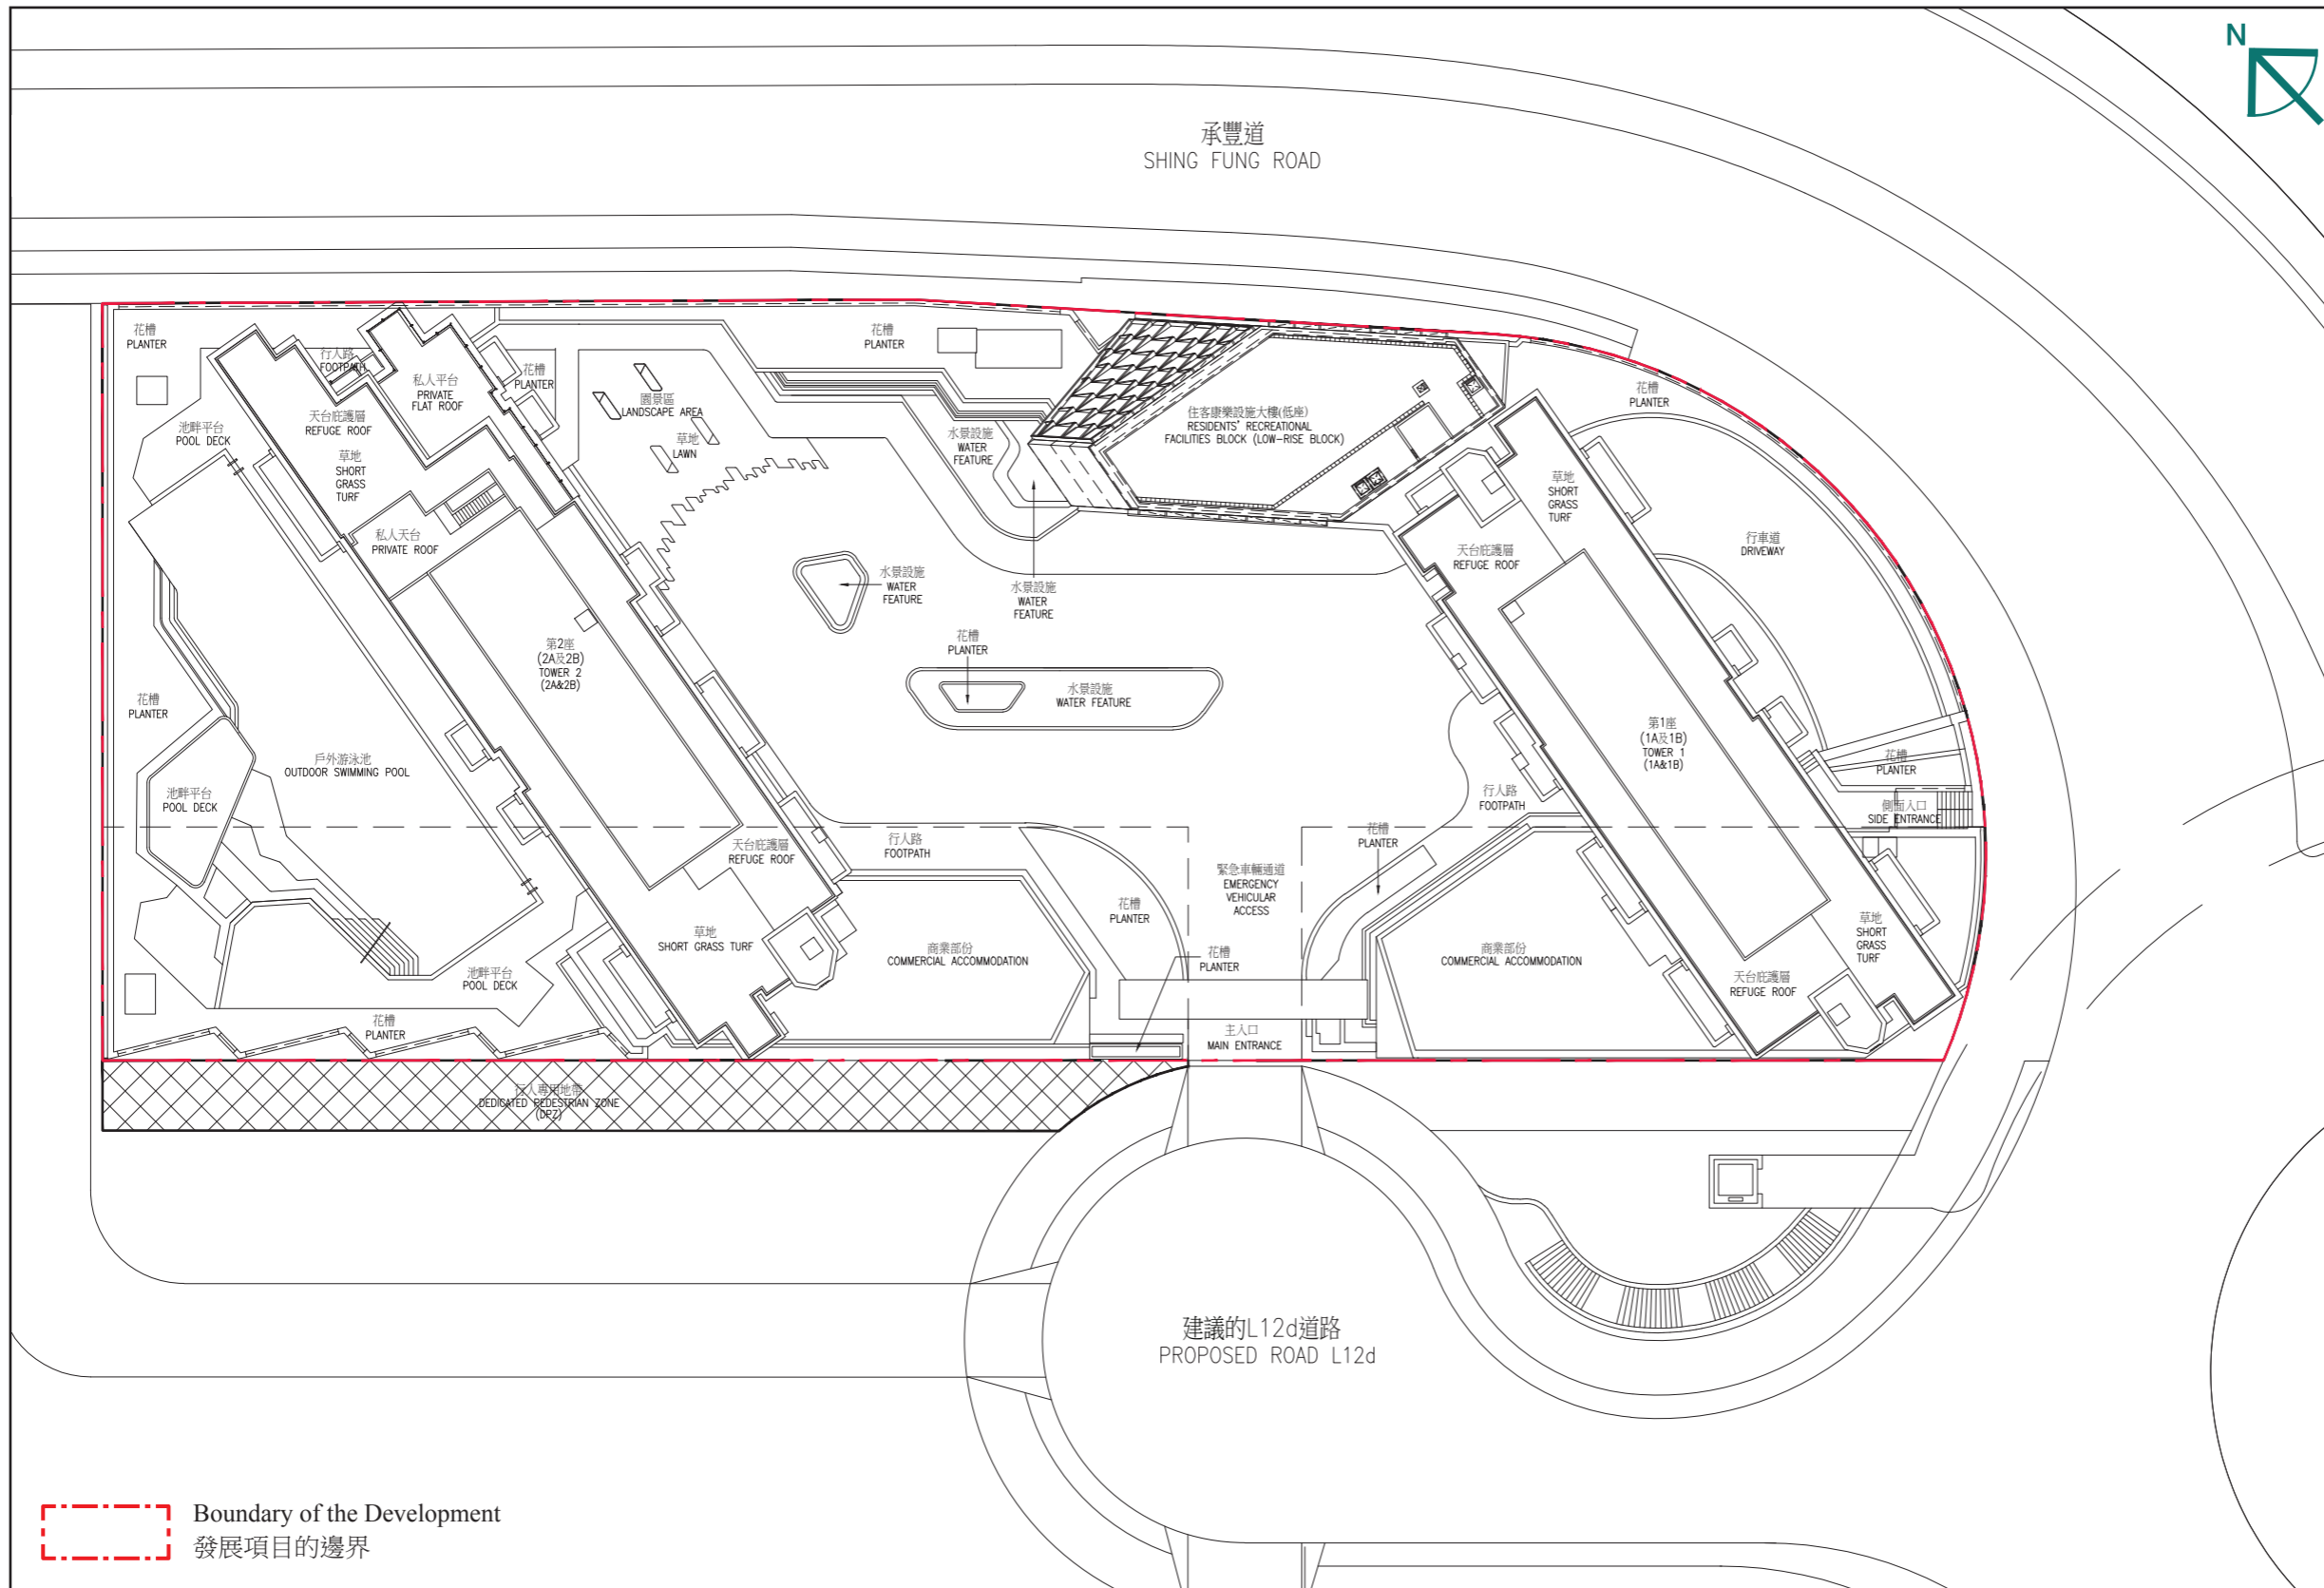 N
承豐道
SHING FUNG ROAD
花槽
PLANTER
行人路
FOOTPATH
私人平台
PRIVATE
FLAT ROOF
花槽
PLANTER
花槽
PLANTER
園景區
LANDSCAPE AREA
草地
LAWN
天台庇護層
REFUGE ROOF
池畔平台
POOL DECK
草地
SHORT
GRASS
TURF
私人天台
PRIVATE ROOF
水景設施
WATER
FEATURE
住客康樂設施大樓(低座)
RESIDENTS' RECREATIONAL
FACILITIES BLOCK (LOW-RISE BLOCK)
花槽
PLANTER
草地
SHORT
GRASS
TURF
行車道
DRIVEWAY
天台庇護層
REFUGE ROOF
水景設施
WATER
FEATURE
水景設施
WATER
FEATURE
花槽
PLANTER
水景設施
WATER FEATURE
第2座
(2A及2B)
TOWER 2
(2A&2B)
花槽
PLANTER
戶外游泳池
OUTDOOR SWIMMING POOL
池畔平台
POOL DECK
第1座
(1A及1B)
TOWER 1
(1A&1B)
花槽
PLANTER
側面入口
SIDE ENTRANCE
行人路
FOOTPATH
花槽
PLANTER
行人路
FOOTPATH
天台庇護層
REFUGE ROOF
緊急車輛通道
EMERGENCY
VEHICULAR
ACCESS
花槽
PLANTER
草地
SHORT GRASS TURF
商業部份
COMMERCIAL ACCOMMODATION
花槽
PLANTER
商業部份
COMMERCIAL ACCOMMODATION
草地
SHORT
GRASS
TURF
天台庇護層
REFUGE ROOF
池畔平台
POOL DECK
花槽
PLANTER
主入口
MAIN ENTRANCE
行人專用地帶
DEDICATED PEDESTRIAN ZONE
(DPZ)
建議的L12d道路
PROPOSED ROAD L12d
Boundary of the Development
發展項目的邊界